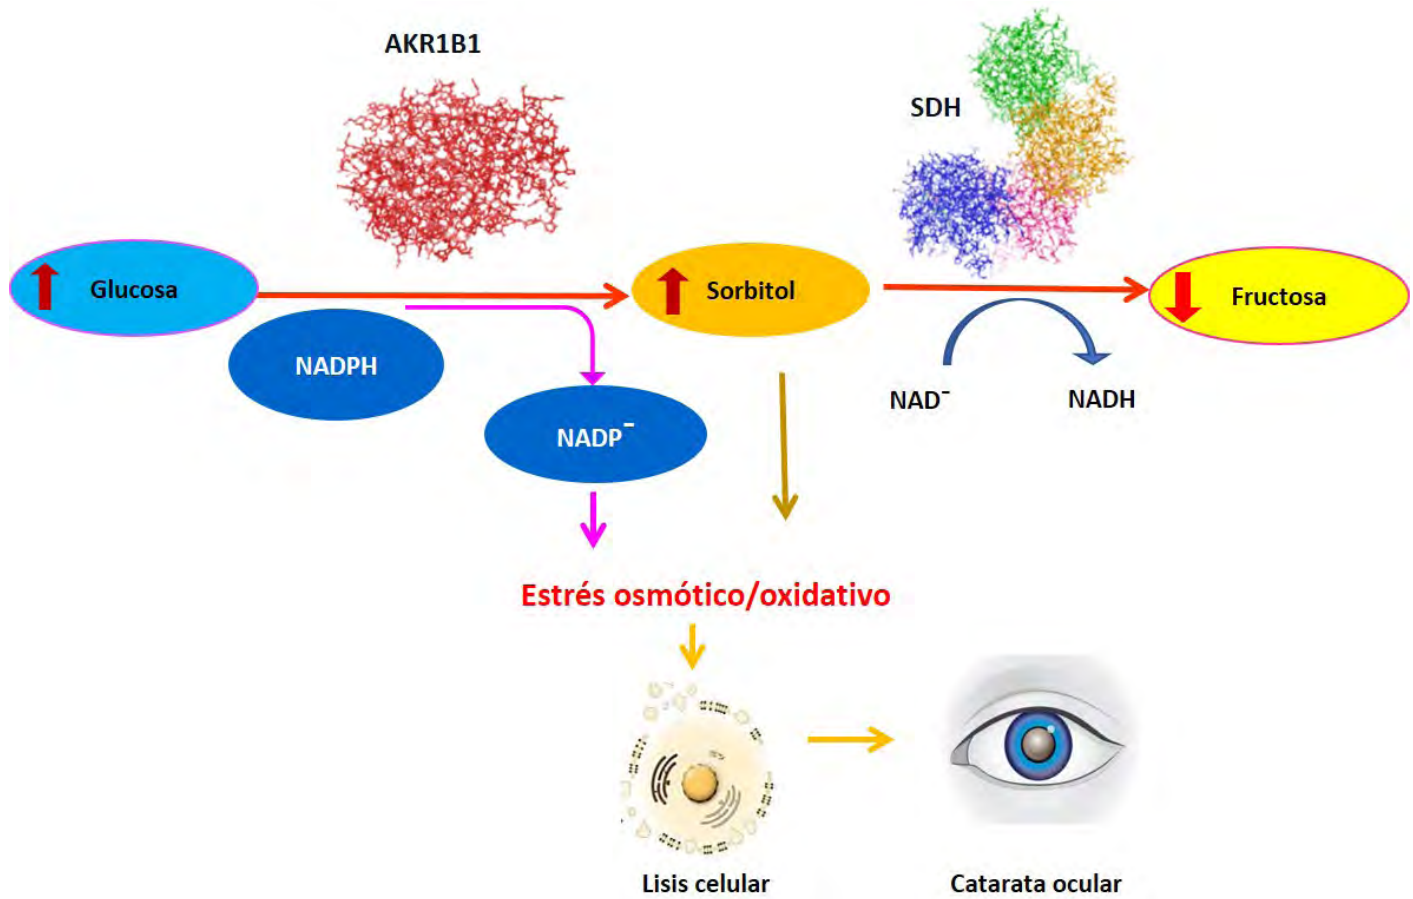 AKR1B1
SDH
Glucosa
Sorbitol
Fructosa
NADPH
NADP⁻
NAD⁻
NADH
Estrés osmótico/oxidativo
Lisis celular
Catarata ocular